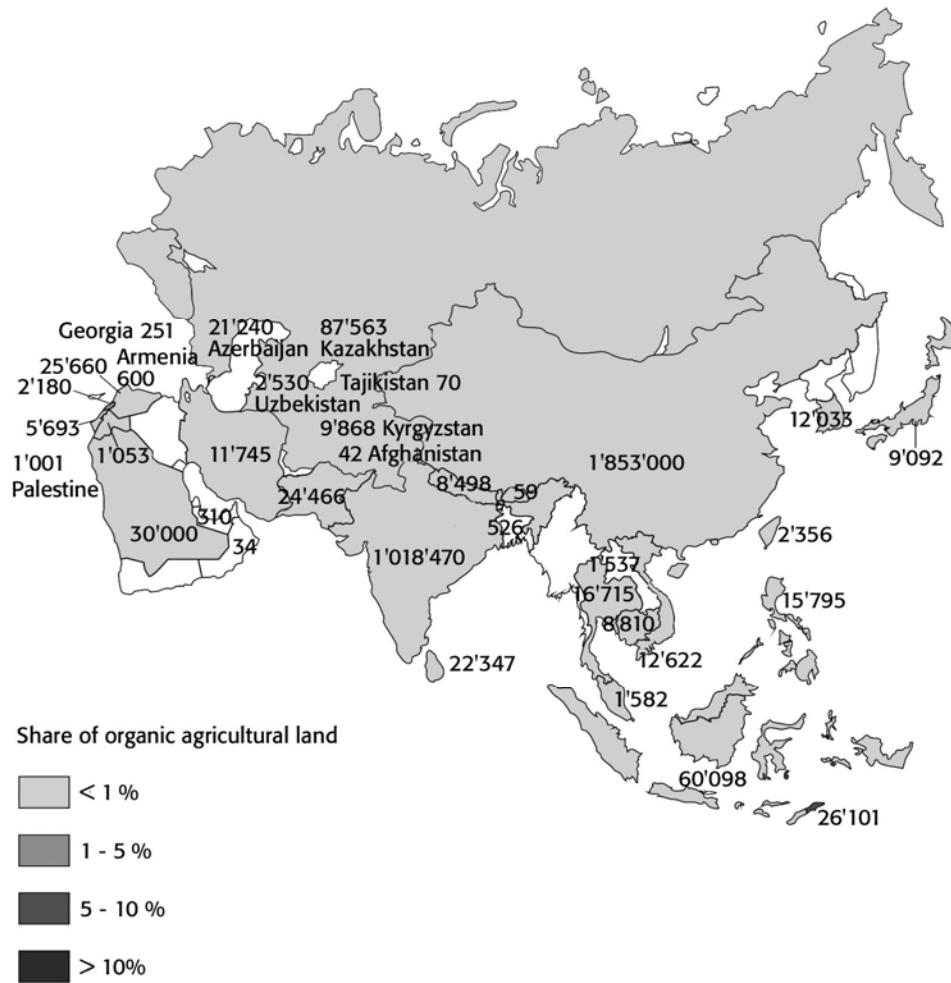 Georgia 251
21'240
Azerbaijan
87'563
Kazakhstan
Armenia
600
25'660
2'180
2'530
Uzbekistan
Tajikistan 70
5'693
1'053
9'868 Kyrgyzstan
42 Afghanistan
12'033
9'092
1'001
Palestine
11'745
1'853'000
24'466
8'498
59
310
30'000
34
526
2'356
1'018'470
1'537
16'715
15'795
8'810
22'347
12'622
1'582
60'098
26'101
Share of organic agricultural land
< 1 %
1 - 5 %
5 - 10 %
> 10%